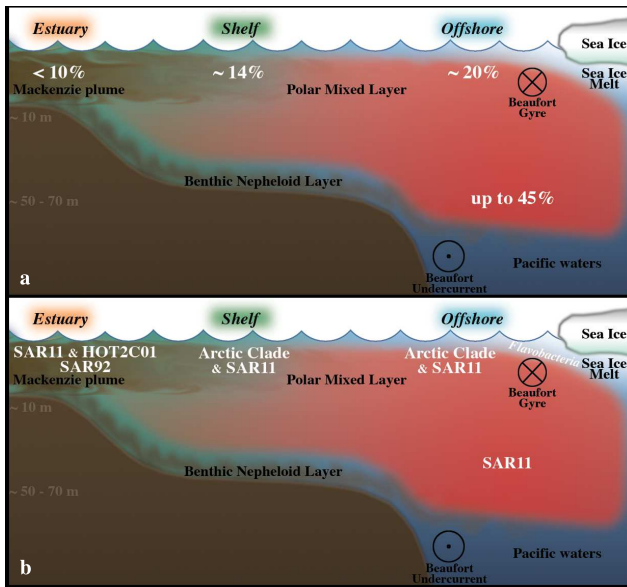 Estuary
Shelf
Offshore
Sea Ice
< 10%
~ 14%
~ 20%
Sea Ice
Melt
Mackenzie plume
Polar Mixed Layer
Beaufort
Gyre
~ 10 m
Benthic Nepheloid Layer
~ 50 - 70 m
up to 45%
Pacific waters
Beaufort
Undercurrent
a
Estuary
Shelf
Offshore
Sea Ice
SAR11 & HOT2C01
SAR92
Arctic Clade
& SAR11
Arctic Clade
& SAR11
Flavobacteria
Sea Ice
Melt
Mackenzie plume
Polar Mixed Layer
Beaufort
Gyre
~ 10 m
Benthic Nepheloid Layer
SAR11
~ 50 - 70 m
Pacific waters
Beaufort
Undercurrent
b